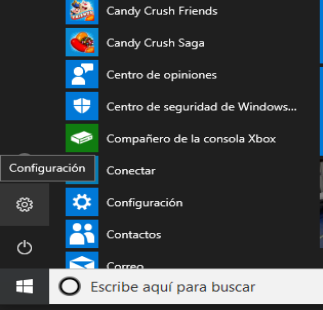 Candy Crush Friends
Candy Crush Saga
Centro de opiniones
Centro de seguridad de Windows...
Compañero de la consola Xbox
Configuración
Conectar
Configuración
Contactos
Correo
Escribe aquí para buscar